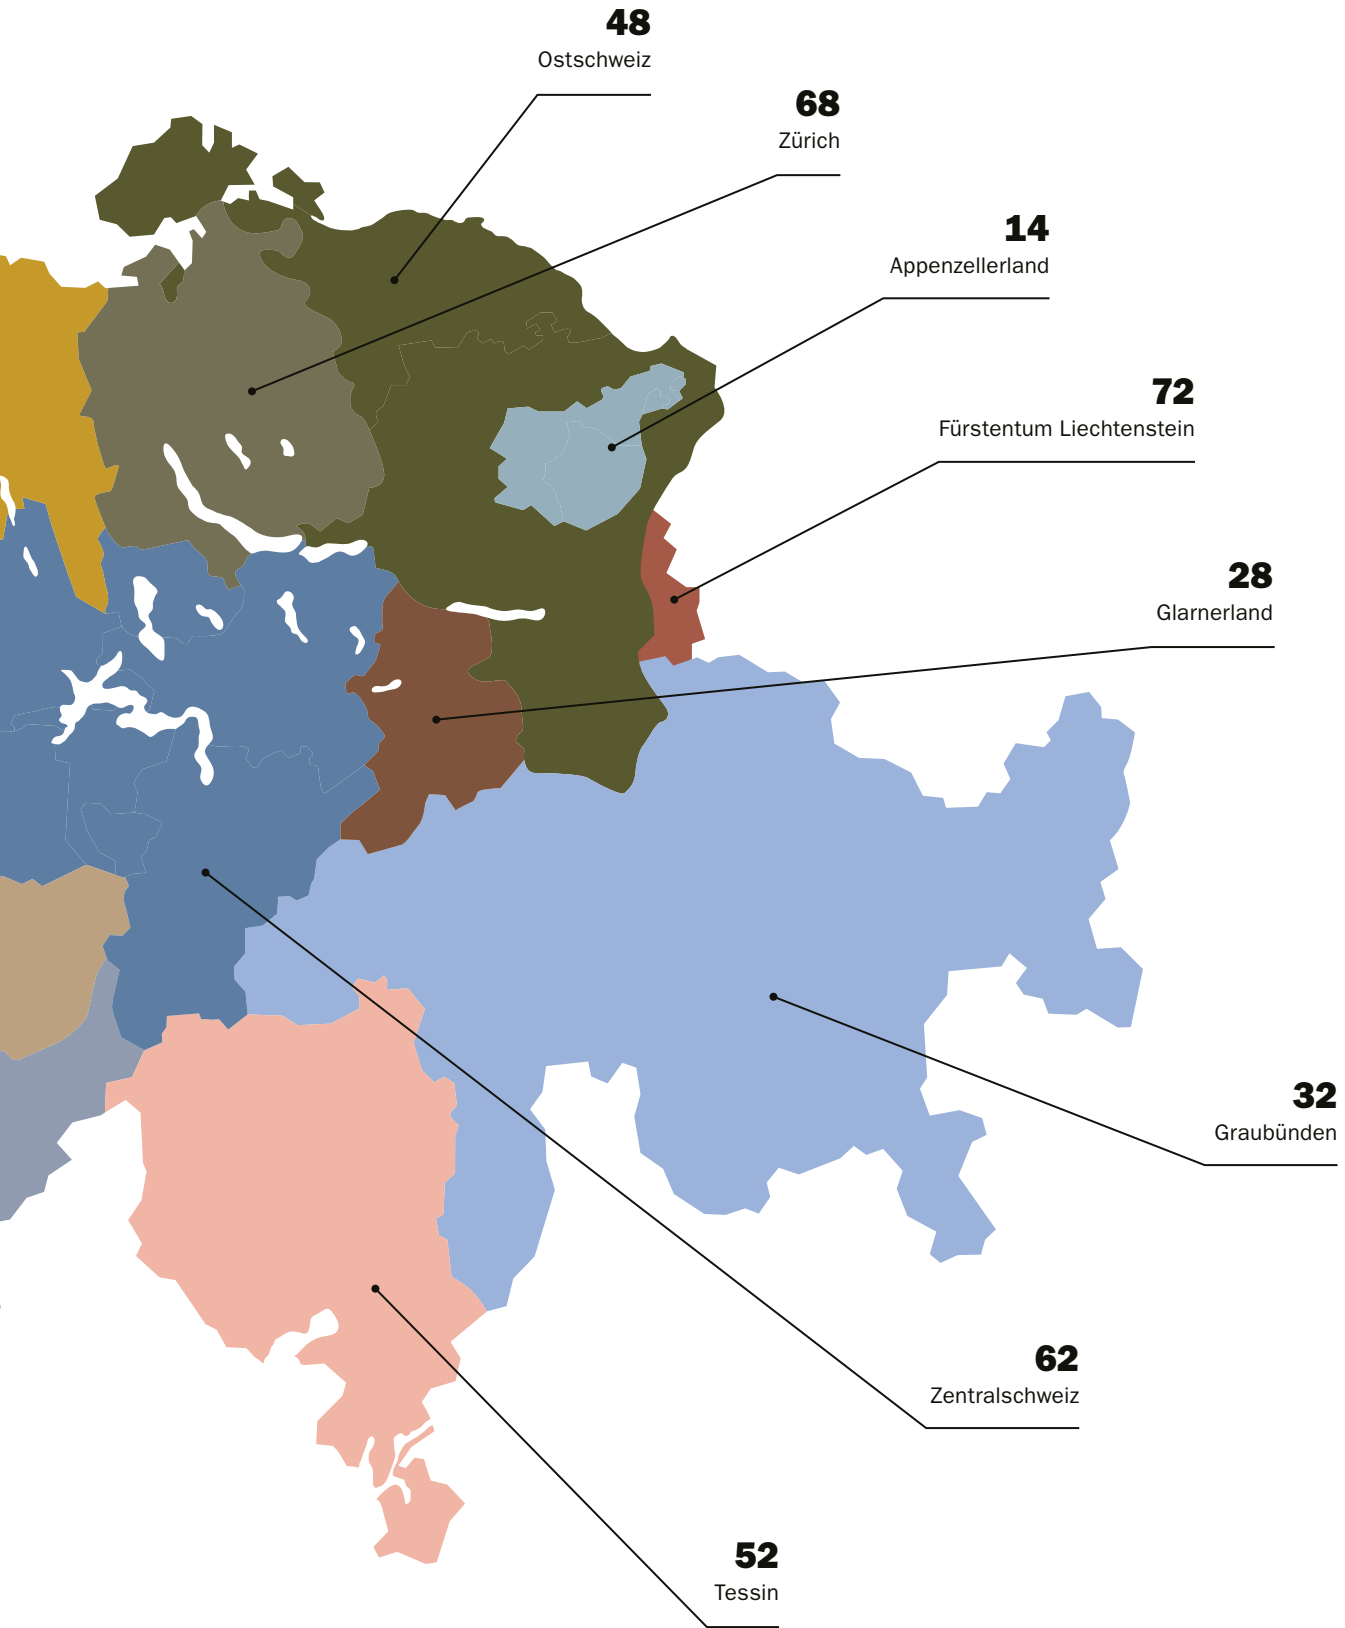 48
Ostschweiz
68
Zürich
14
Appenzellerland
72
Fürstentum Liechtenstein
28
Glarnerland
32
Graubünden
62
Zentralschweiz
52
Tessin